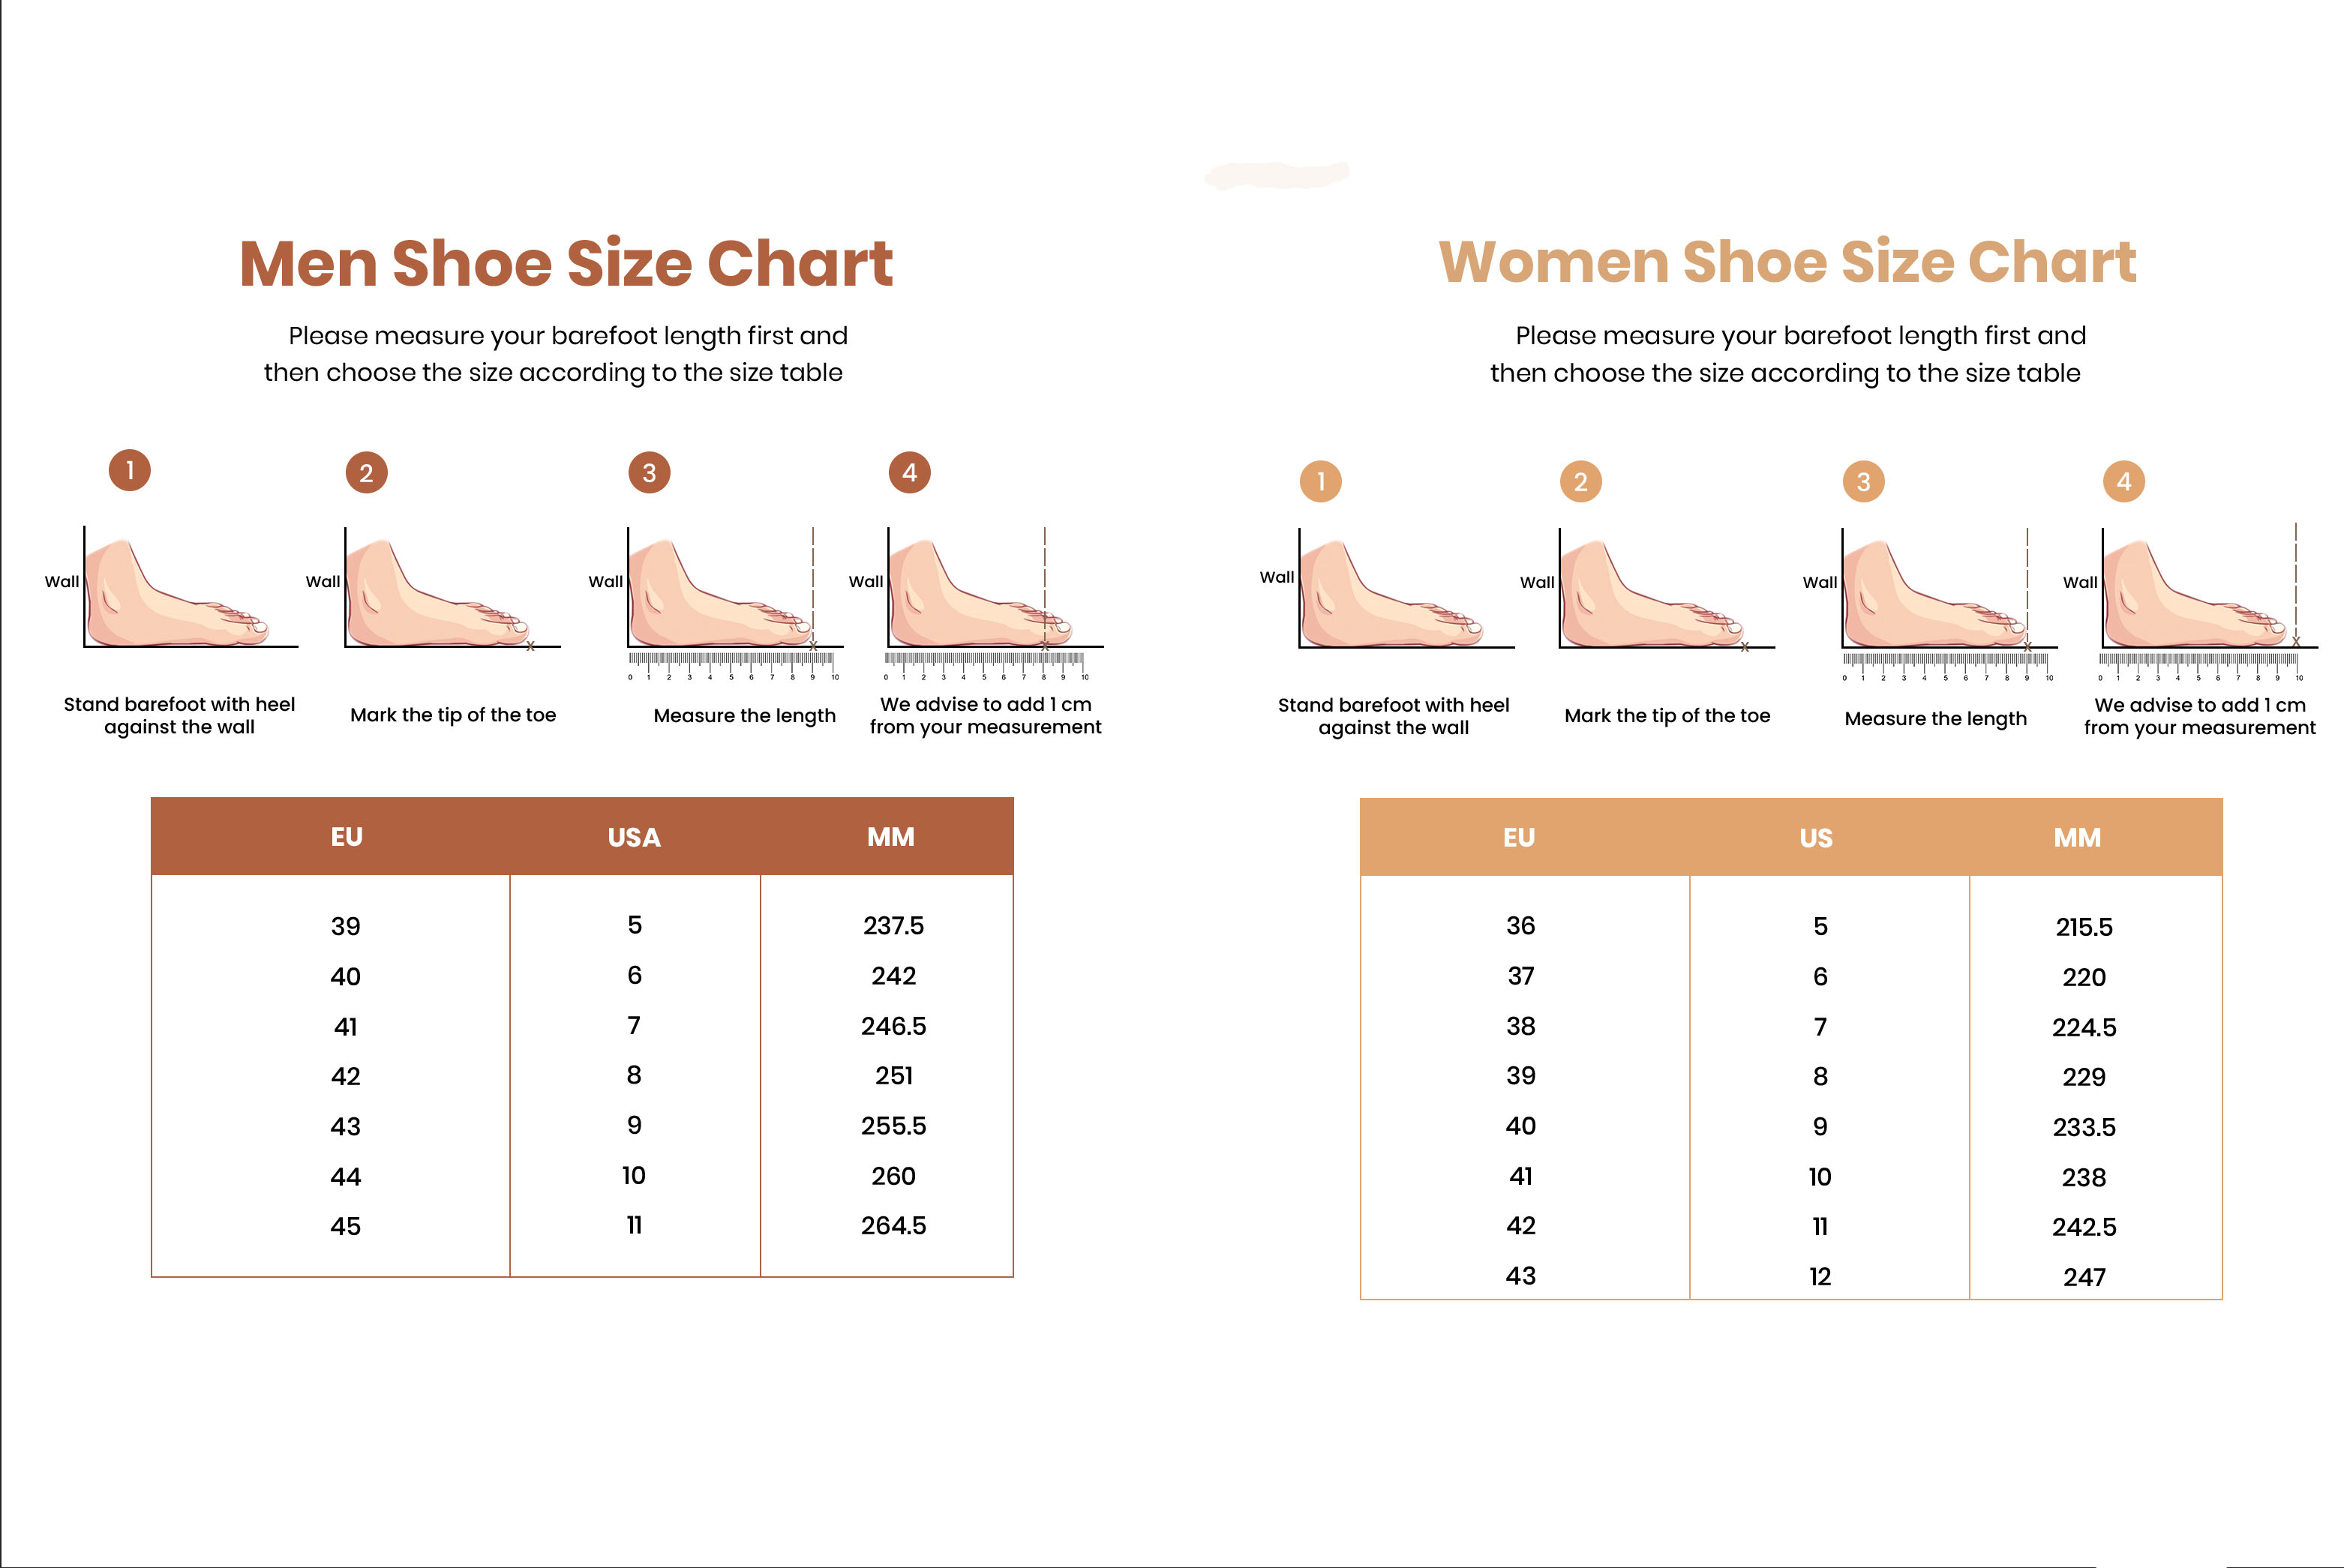 Men Shoe Size Chart
Please measure your barefoot length first and
then choose the size according to the size table
1
2
3
4
Wall
Wall
Wall
Wall
x
x
x
0 1 2 3 4 5 6 7 8 9 10
0 1 2 3 4 5 6 7 8 9 10
Stand barefoot with heel
against the wall
Mark the tip of the toe
Measure the length
We advise to add 1 cm
from your measurement
EU USA MM
39 5 237.5
40 6 242
41 7 246.5
42 8 251
43 9 255.5
44 10 260
45 11 264.5
Women Shoe Size Chart
Please measure your barefoot length first and
then choose the size according to the size table
1
2
3
4
Wall
Wall
Wall
Wall
x
x
x
0 1 2 3 4 5 6 7 8 9 10
0 1 2 3 4 5 6 7 8 9 10
Stand barefoot with heel
against the wall
Mark the tip of the toe
Measure the length
We advise to add 1 cm
from your measurement
EU US MM
36 5 215.5
37 6 220
38 7 224.5
39 8 229
40 9 233.5
41 10 238
42 11 242.5
43 12 247